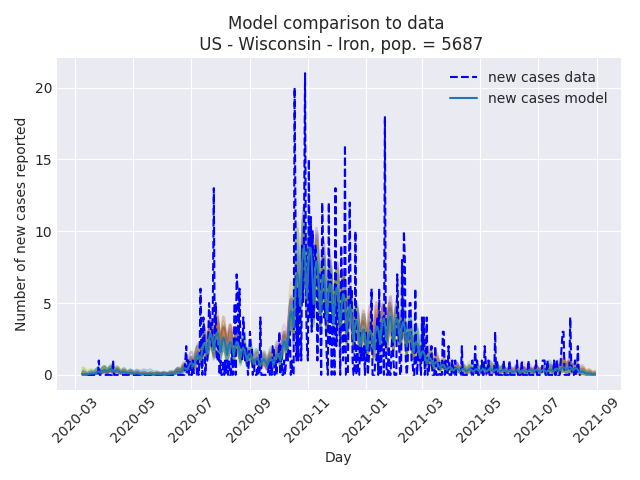 Model comparison to data
US - Wisconsin - Iron, pop. = 5687
new cases data
new cases model
Number of new cases reported
20
15
10
5
0
2020-03
2020-05
2020-07
2020-09
2020-11
2021-01
2021-03
2021-05
2021-07
2021-09
Day